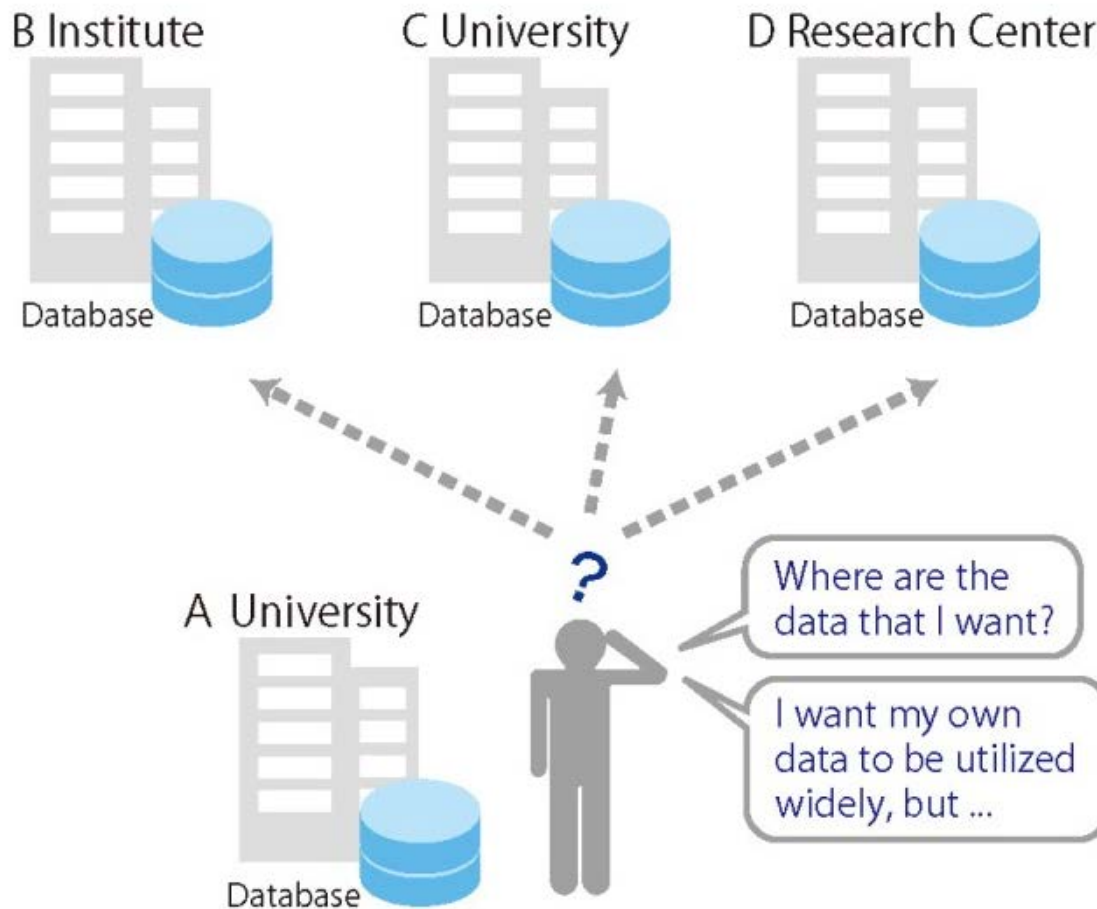 B Institute
C University
D Research Center
Database
Database
Database
?
Where are the
data that I want?
A University
I want my own
data to be utilized
widely, but ...
Database